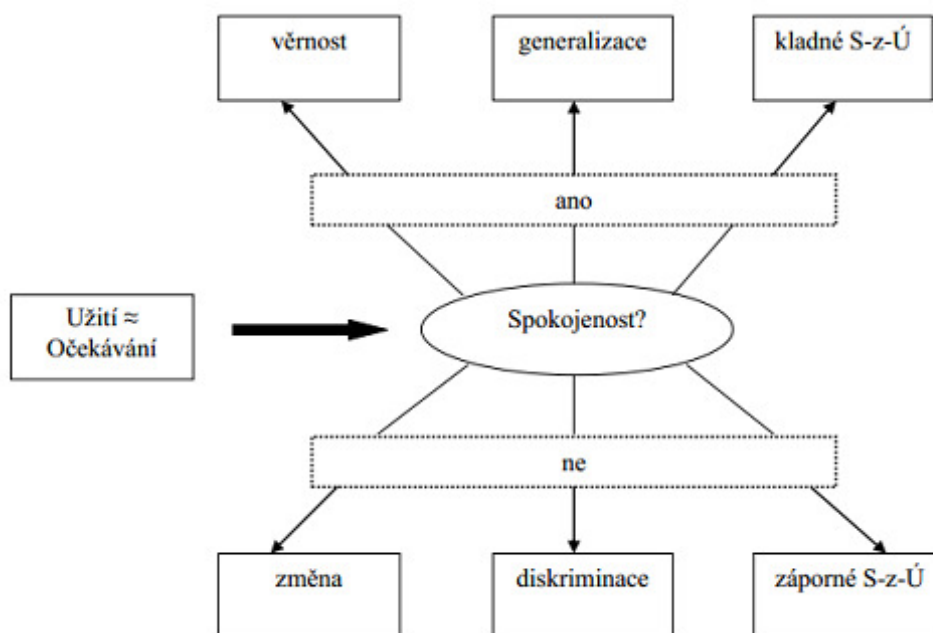 věrnost
generalizace
kladné S-z-Ú
ano
Užití ≈
Očekávání
Spokojenost?
ne
změna
diskriminace
záporné S-z-Ú